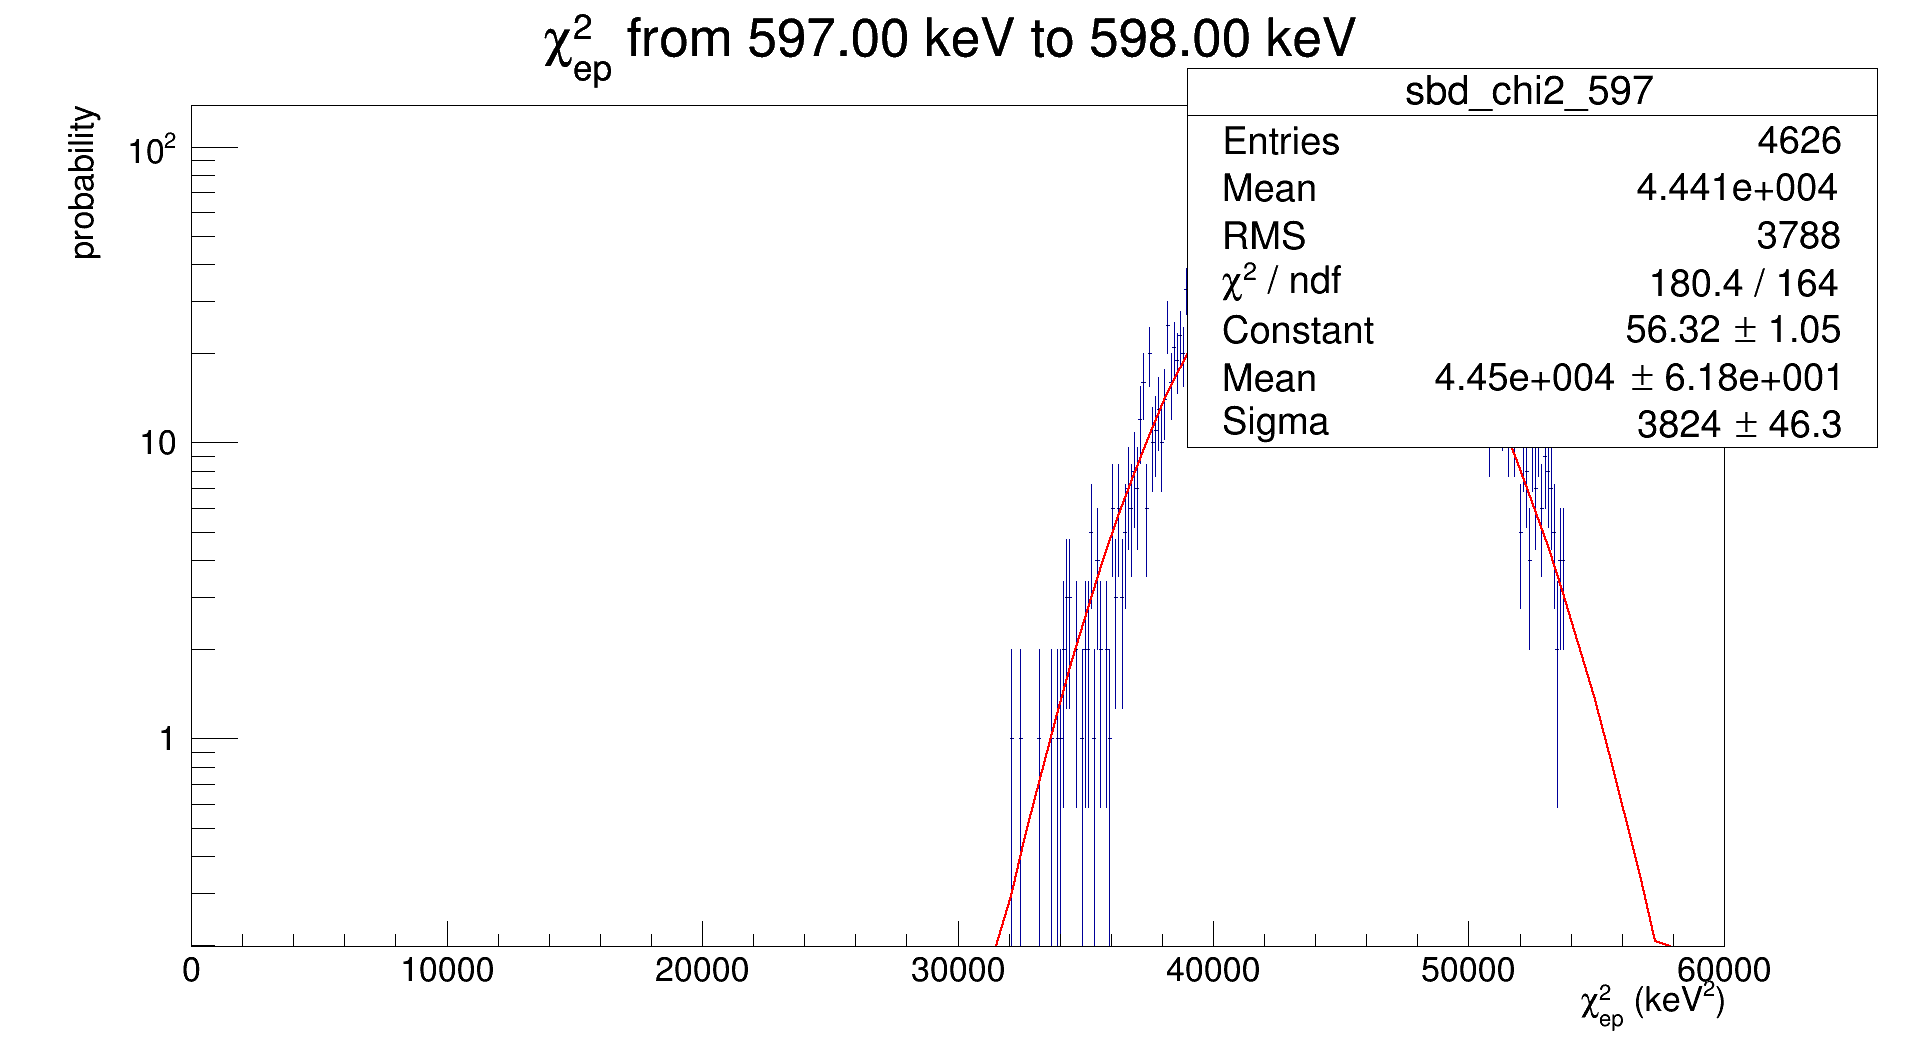 χ²ep from 597.00 keV to 598.00 keV
probability
sbd_chi2_597
Entries 4626
Mean 4.441e+004
RMS 3788
χ² / ndf 180.4 / 164
Constant 56.32 ± 1.05
Mean 4.45e+004 ± 6.18e+001
Sigma 3824 ± 46.3
10²
10
1
0 10000 20000 30000 40000 50000 60000
χ²ep (keV²)